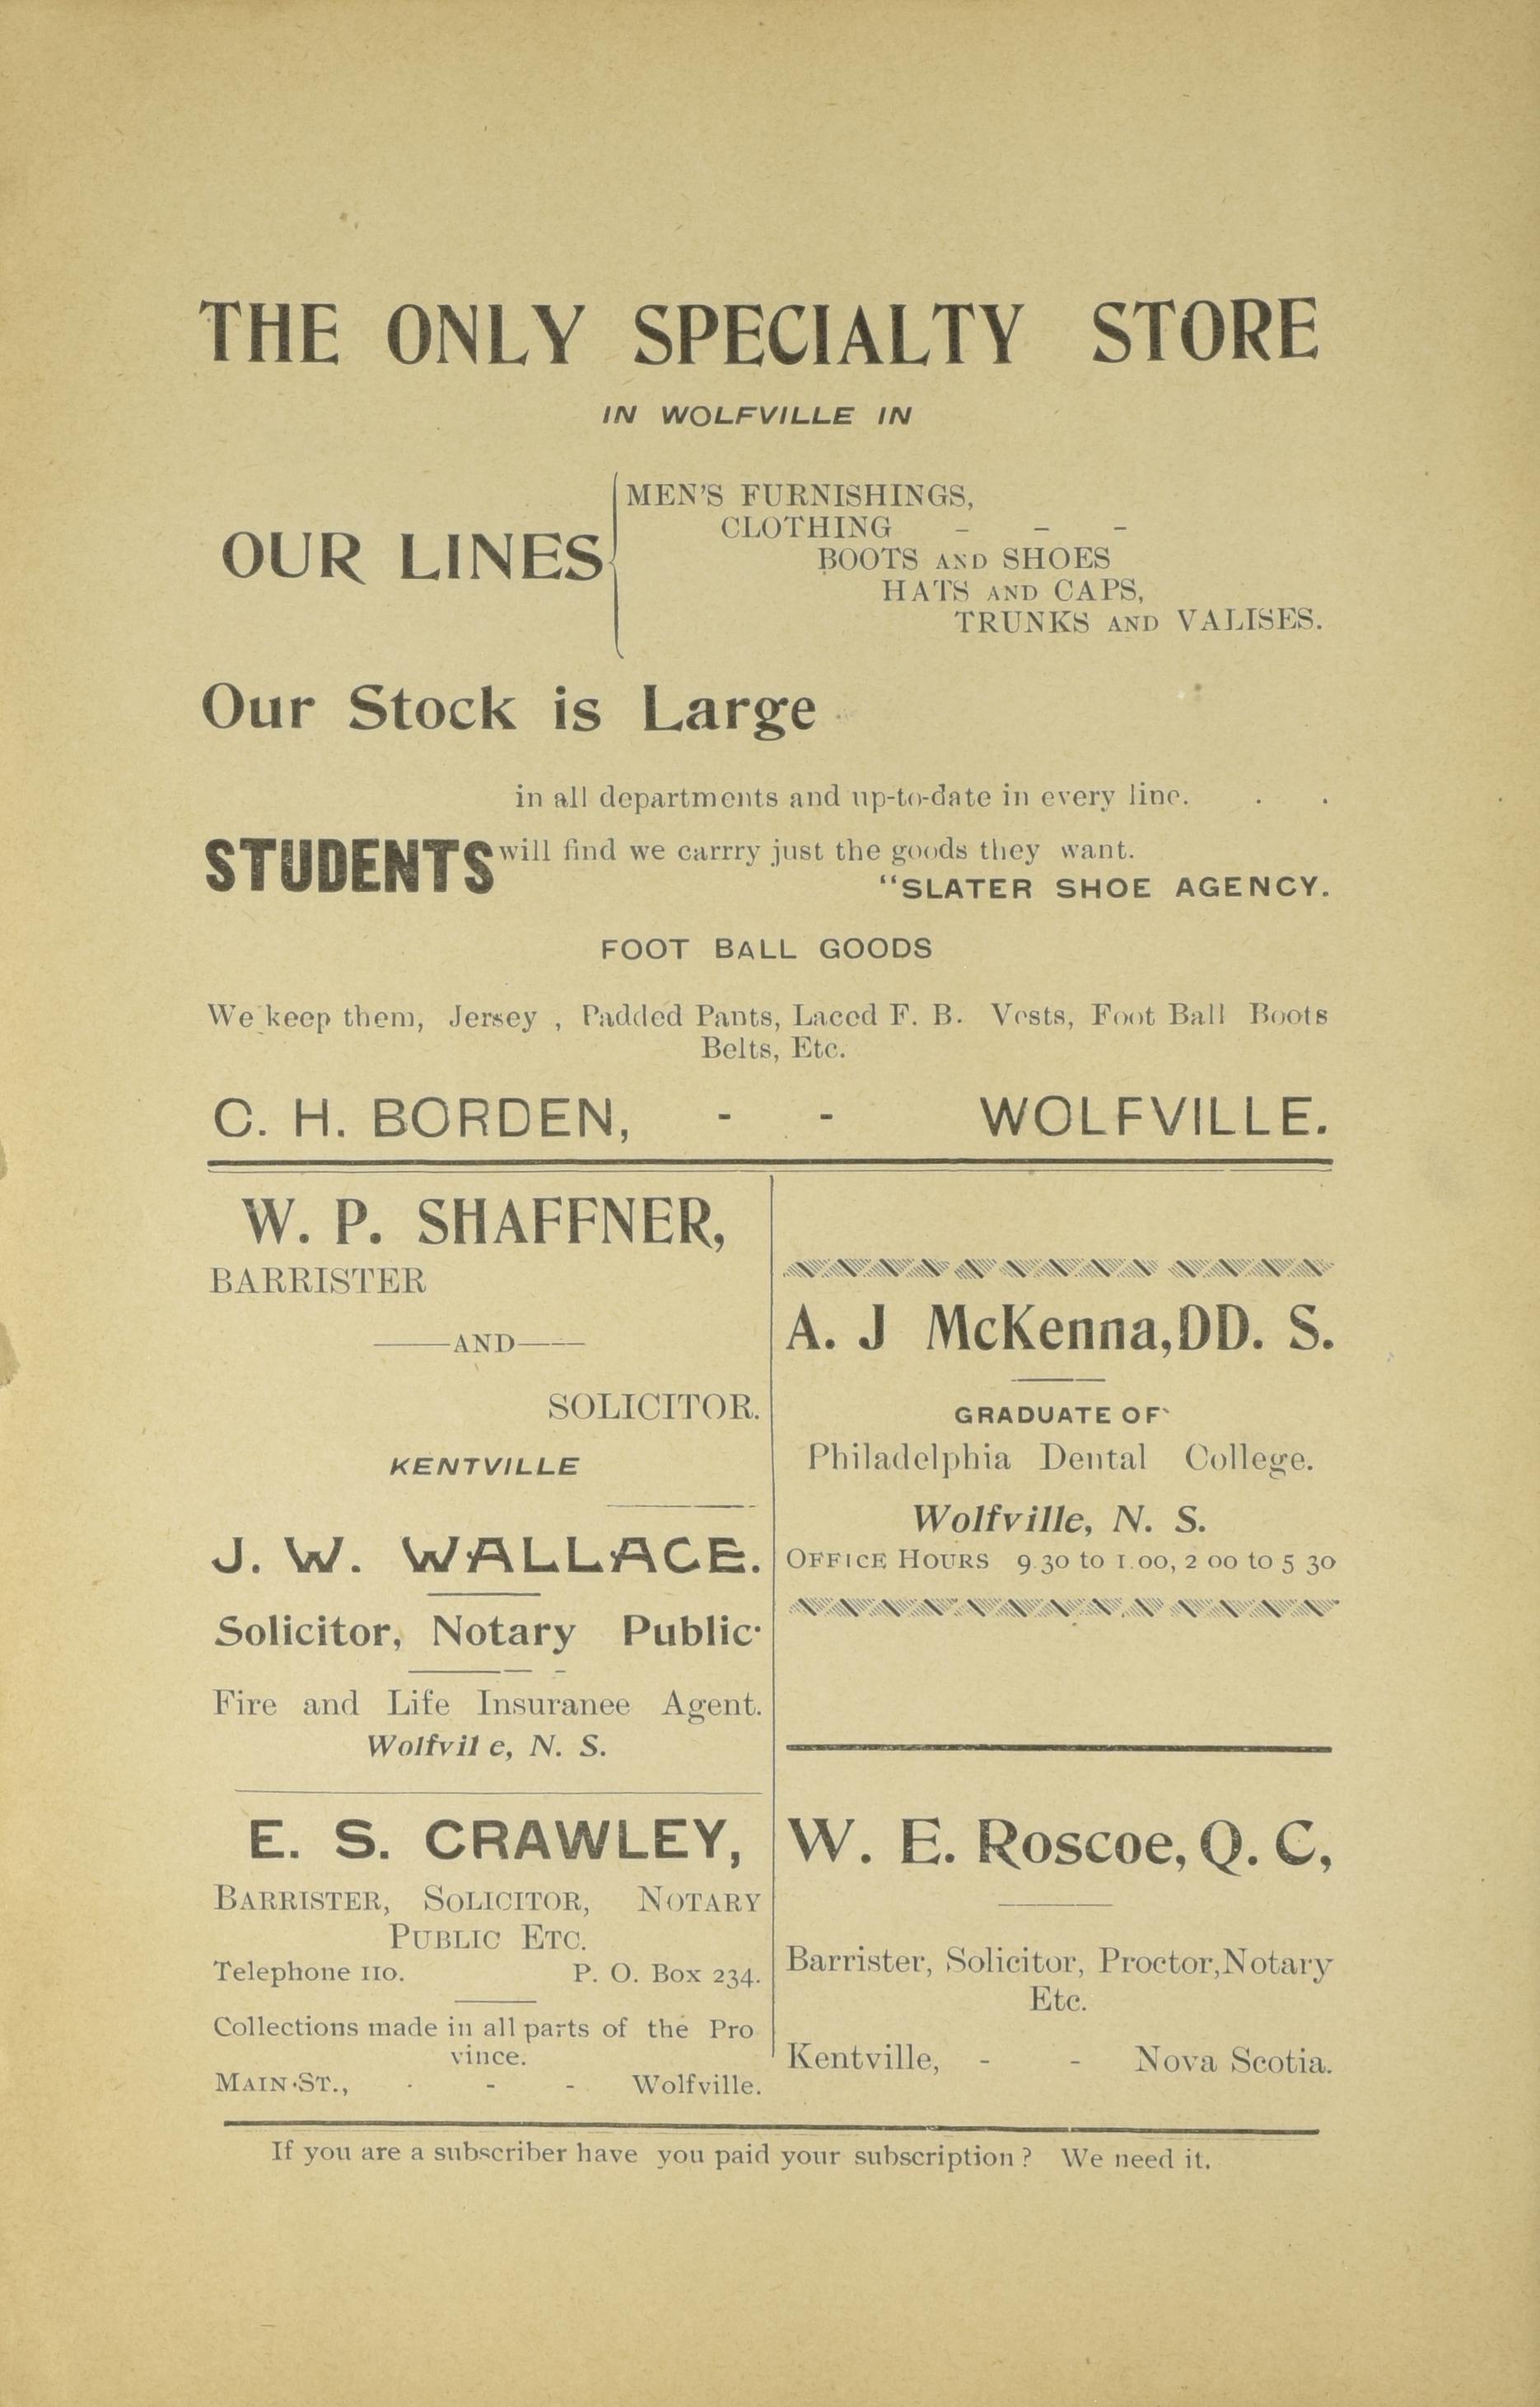 THE ONLY SPECIALTY STORE
IN WOLFVILLE IN
OUR LINES
MEN'S FURNISHINGS,
CLOTHING - - -
BOOTS AND SHOES
HATS AND CAPS,
TRUNKS AND VALISES.
Our Stock is Large
in all departments and up-to-date in every line. . .
STUDENTS will find we carrry just the goods they want.
"SLATER SHOE AGENCY.
FOOT BALL GOODS
We keep them, Jersey , Padded Pants, Laced F. B. Vests, Foot Ball Boots
Belts, Etc.
C. H. BORDEN, - - WOLFVILLE.
W. P. SHAFFNER,
BARRISTER
——AND——
SOLICITOR.
KENTVILLE
J. W. WALLACE.
Solicitor, Notary Public·
Fire and Life Insuranee Agent.
Wolfvil e, N. S.
E. S. CRAWLEY,
BARRISTER, SOLICITOR, NOTARY
PUBLIC ETC.
Telephone 110. P. O. Box 234.
Collections made in all parts of the Pro
vince.
MAIN·ST., · - - Wolfville.
A. J McKenna,DD. S.
GRADUATE OF
Philadelphia Dental College.
Wolfville, N. S.
OFFICE HOURS 9.30 to 1.00, 2 00 to 5 30
W. E. Roscoe, Q. C,
Barrister, Solicitor, Proctor,Notary
Etc.
Kentville, - - Nova Scotia.
If you are a subscriber have you paid your subscription ? We need it.